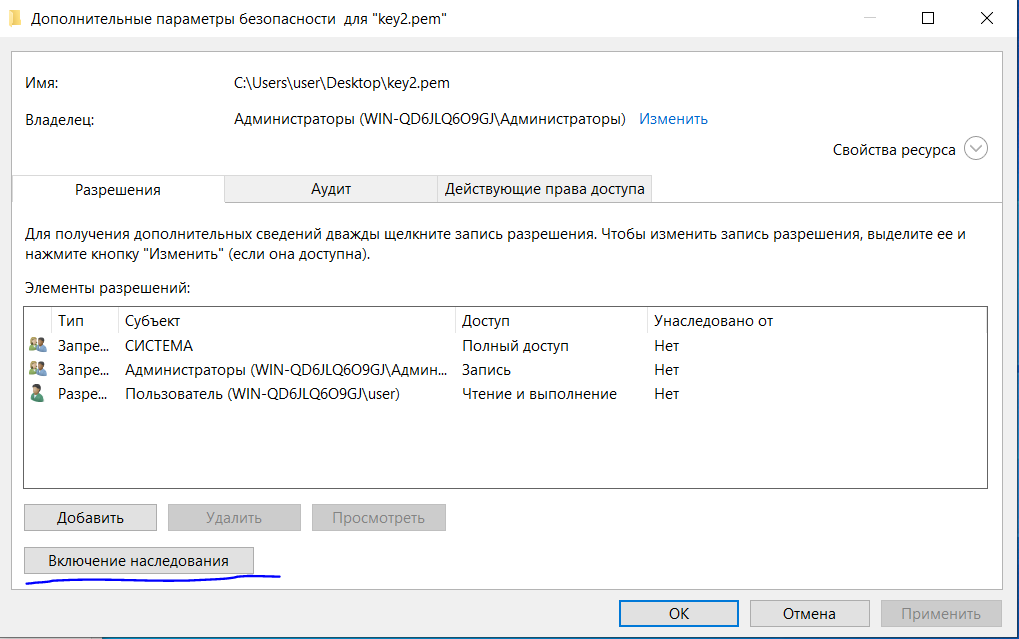 Дополнительные параметры безопасности для "key2.pem"
Имя: C:\Users\user\Desktop\key2.pem
Владелец: Администраторы (WIN-QD6JLQ6O9GJ\Администраторы) Изменить
Свойства ресурса
Разрешения Аудит Действующие права доступа
Для получения дополнительных сведений дважды щелкните запись разрешения. Чтобы изменить запись разрешения, выделите ее и
нажмите кнопку "Изменить" (если она доступна).
Элементы разрешений:
Тип Субъект Доступ Унаследовано от
Запре... СИСТЕМА Полный доступ Нет
Запре... Администраторы (WIN-QD6JLQ6O9GJ\Админ... Запись Нет
Разре... Пользователь (WIN-QD6JLQ6O9GJ\user) Чтение и выполнение Нет
Добавить Удалить Просмотреть
Включение наследования
ОК Отмена Применить